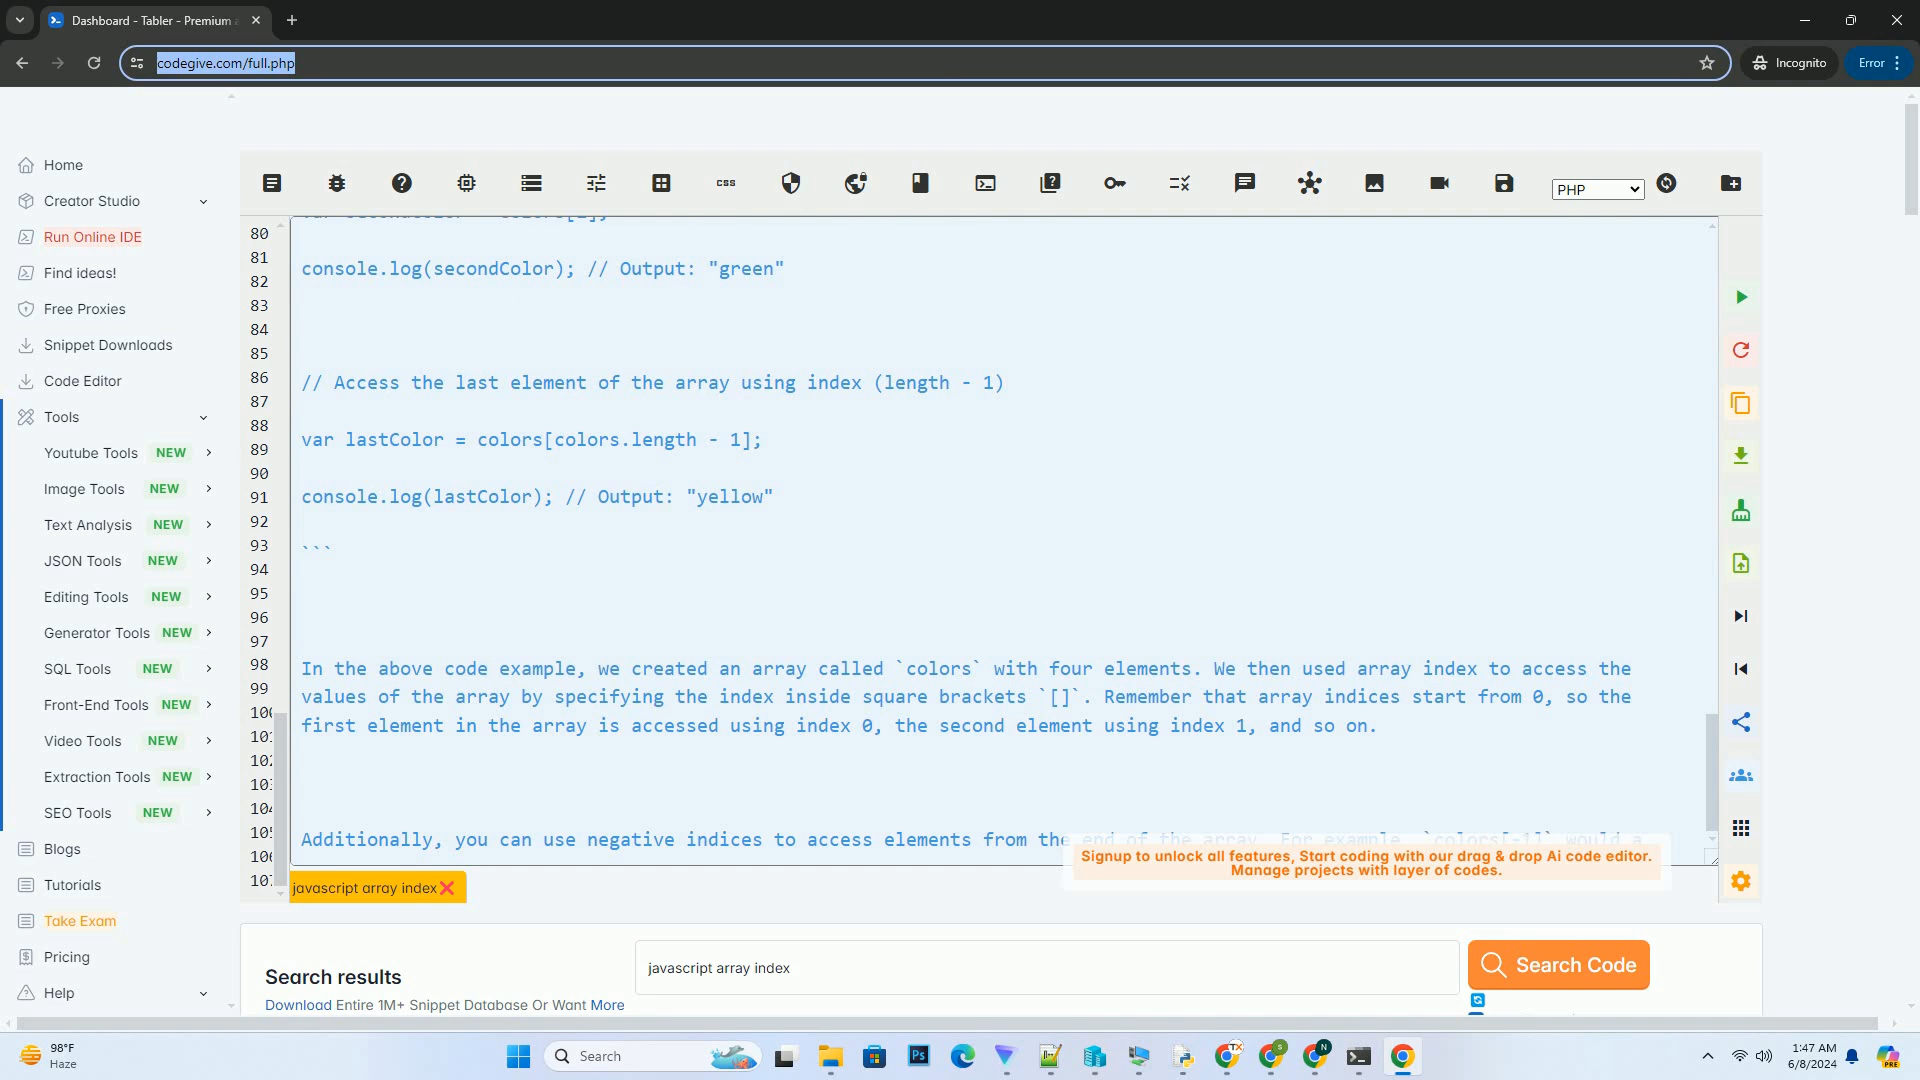 Dashboard - Tabler - Premium
codegive.com/full.php
Incognito
Error
Home
Creator Studio
Run Online IDE
Find ideas!
Free Proxies
Snippet Downloads
Code Editor
Tools
Youtube Tools NEW
Image Tools NEW
Text Analysis NEW
JSON Tools NEW
Editing Tools NEW
Generator Tools NEW
SQL Tools NEW
Front-End Tools NEW
Video Tools NEW
Extraction Tools NEW
SEO Tools NEW
Blogs
Tutorials
Take Exam
Pricing
Help
css
PHP
80
81
82
83
84
85
86
87
88
89
90
91
92
93
94
95
96
97
98
99
console.log(secondColor); // Output: "green"
// Access the last element of the array using index (length - 1)
var lastColor = colors[colors.length - 1];
console.log(lastColor); // Output: "yellow"
```
In the above code example, we created an array called `colors` with four elements. We then used array index to access the
values of the array by specifying the index inside square brackets `[]`. Remember that array indices start from 0, so the
first element in the array is accessed using index 0, the second element using index 1, and so on.
Additionally, you can use negative indices to access elements from the end of the array. For example, `colors[-1]` would a
Signup to unlock all features, Start coding with our drag & drop Ai code editor.
Manage projects with layer of codes.
javascript array index
Search results
Download Entire 1M+ Snippet Database Or Want More
javascript array index
Search Code
98°F
Haze
Search
1:47 AM
6/8/2024